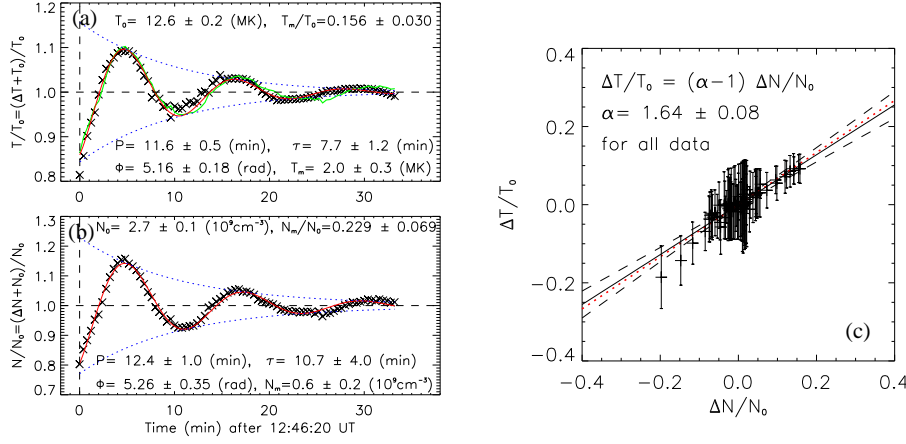 (a) T₀= 12.6 ± 0.2 (MK), Tₘ/T₀=0.156 ± 0.030
T/T₀=(ΔT+T₀)/T₀
1.2
1.1
1.0
0.9
0.8
P= 11.6 ± 0.5 (min) τ= 7.7 ± 1.2 (min)
Φ= 5.16 ± 0.18 (rad), Tₘ= 2.0 ± 0.3 (MK)
(b) N₀= 2.7 ± 0.1 (10⁹cm⁻³), Nₘ/N₀=0.229 ± 0.069
N/N₀=(ΔN+N₀)/N₀
1.3
1.2
1.1
1.0
0.9
0.8
0.7
P= 12.4 ± 1.0 (min) τ= 10.7 ± 4.0 (min)
Φ= 5.26 ± 0.35 (rad), Nₘ=0.6 ± 0.2 (10⁹cm⁻³)
0 10 20 30
Time (min) after 12:46:20 UT
ΔT/T₀ = (α−1) ΔN/N₀
α= 1.64 ± 0.08
for all data
(c)
ΔT/T₀
0.4
0.2
0.0
−0.2
−0.4
−0.4 −0.2 0.0 0.2 0.4
ΔN/N₀